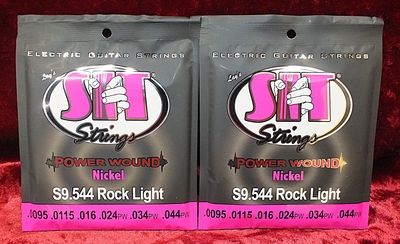 ELECTRIC GUITAR STRINGS
SIT
Strings
POWER WOUND
Nickel
S9.544 Rock Light
.0095 .0115 .016 .024PW .034PW .044PW
ELECTRIC GUITAR STRINGS
SIT
Strings
POWER WOUND
Nickel
S9.544 Rock Light
.0095 .0115 .016 .024PW .034PW .044PW